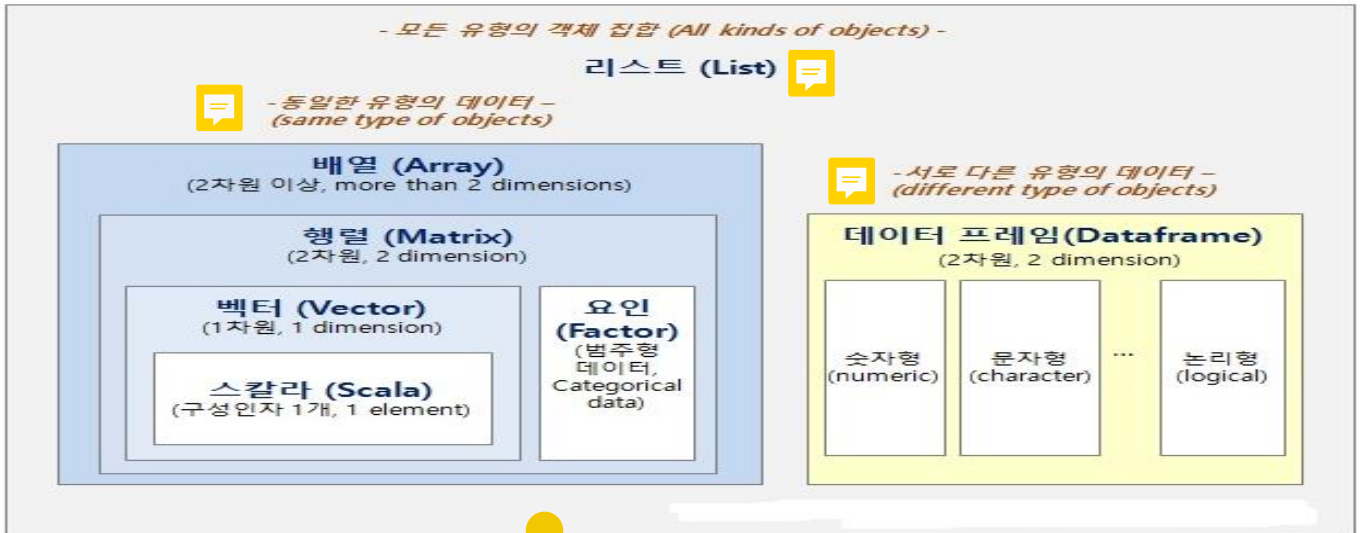 - 모든 유형의 객체 집합 (All kinds of objects) -
리스트 (List)
- 동일한 유형의 데이터 –
(same type of objects)
배열 (Array)
(2차원 이상, more than 2 dimensions)
행렬 (Matrix)
(2차원, 2 dimension)
벡터 (Vector)
(1차원, 1 dimension)
스칼라 (Scala)
(구성인자 1개, 1 element)
요인
(Factor)
(범주형
데이터,
Categorical
data)
- 서로 다른 유형의 데이터 –
(different type of objects)
데이터 프레임(Dataframe)
(2차원, 2 dimension)
숫자형
(numeric)
문자형
(character)
...
논리형
(logical)